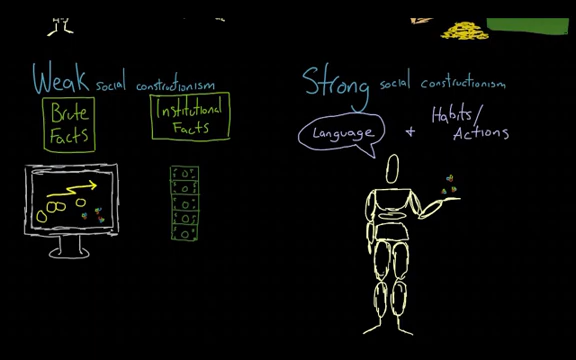 Weak social constructionism
Brute
Facts
Institutional
Facts
Strong social constructionism
Language
+
Habits/
Actions